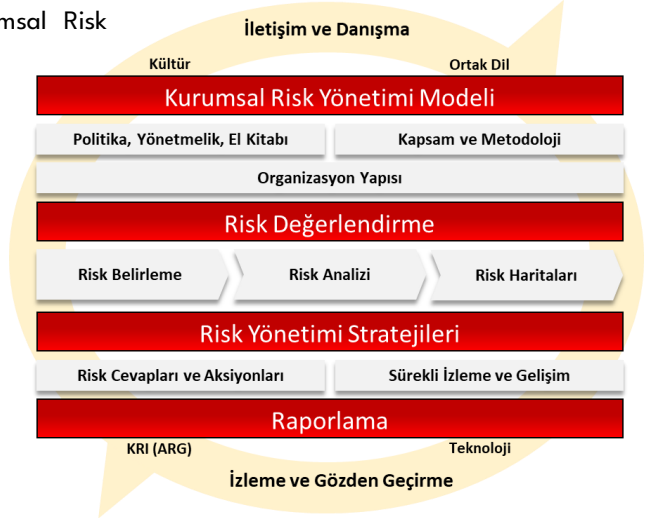 msal Risk
İletişim ve Danışma
Kültür Ortak Dil
Kurumsal Risk Yönetimi Modeli
Politika, Yönetmelik, El Kitabı Kapsam ve Metodoloji
Organizasyon Yapısı
Risk Değerlendirme
Risk Belirleme Risk Analizi Risk Haritaları
Risk Yönetimi Stratejileri
Risk Cevapları ve Aksiyonları Sürekli İzleme ve Gelişim
Raporlama
KRI (ARG) Teknoloji
İzleme ve Gözden Geçirme